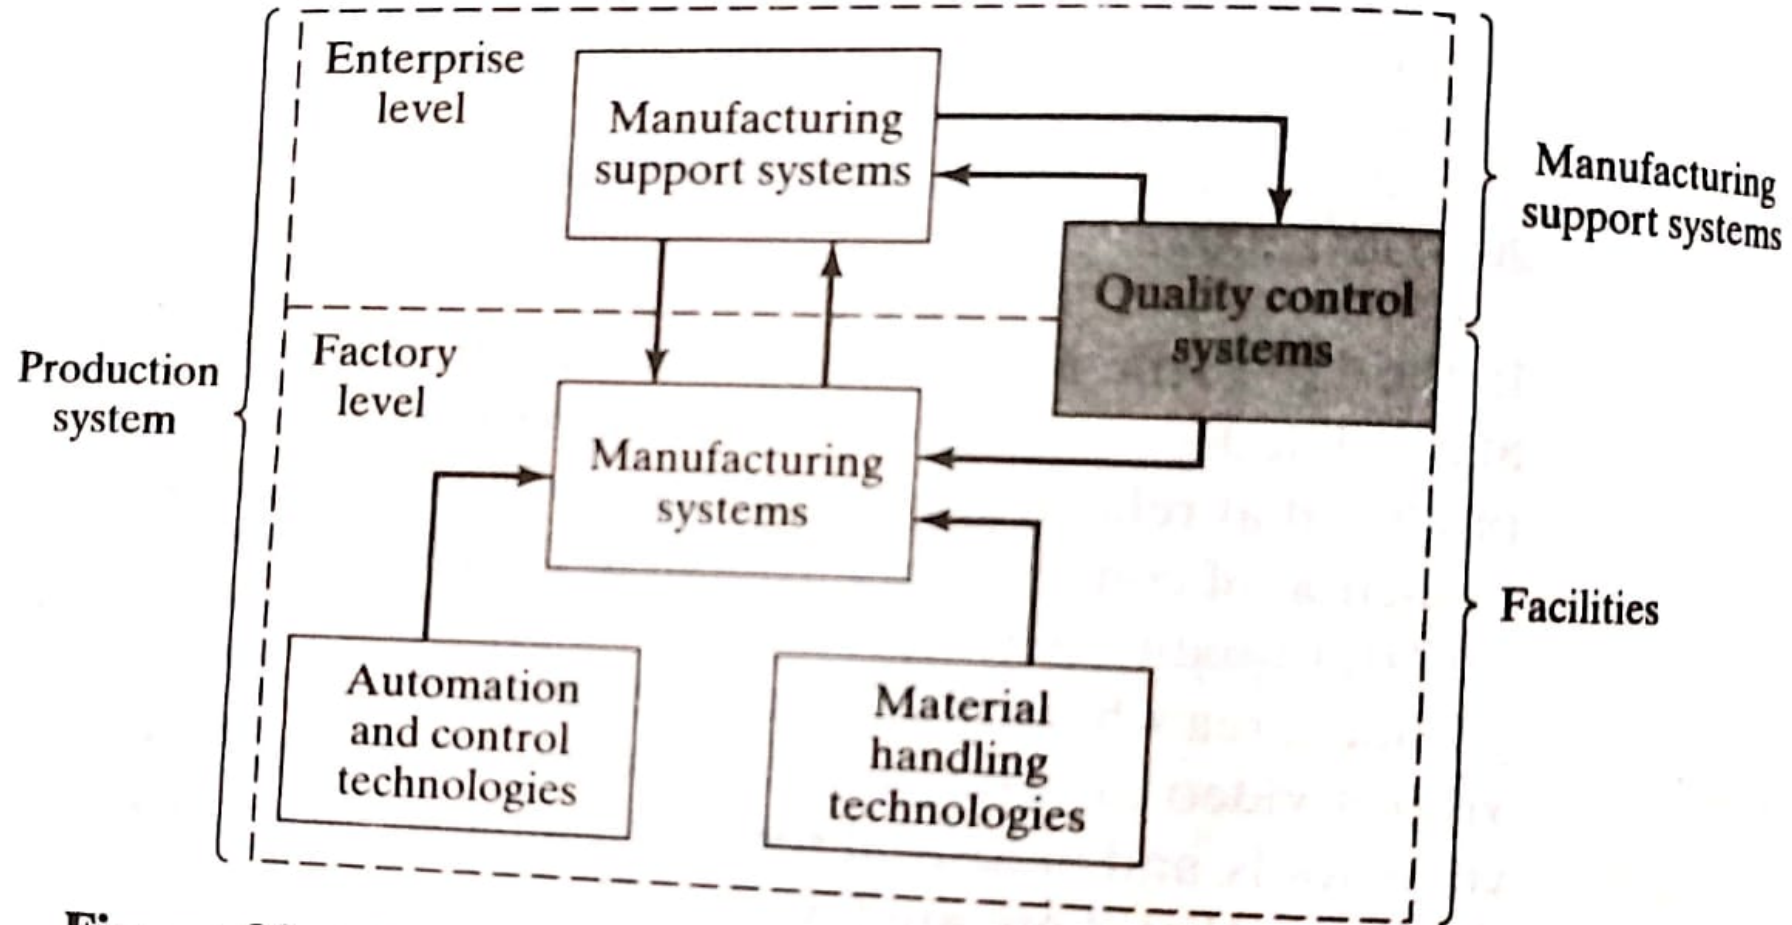 Enterprise
level
Manufacturing
support systems
Manufacturing
support systems
Quality control
systems
Production
system
Factory
level
Manufacturing
systems
Facilities
Automation
and control
technologies
Material
handling
technologies